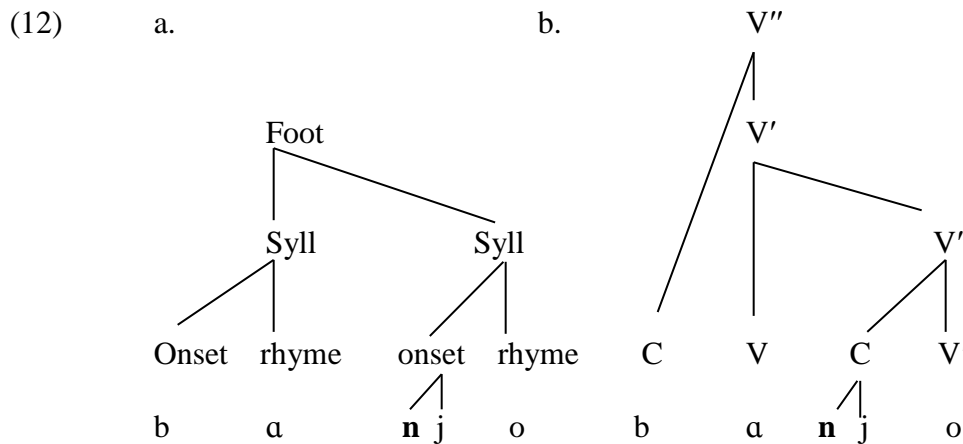 (12) a. b. V″
Foot V′
Syll Syll V′
Onset rhyme onset rhyme C V C V
b ɑ n j o b ɑ n j o